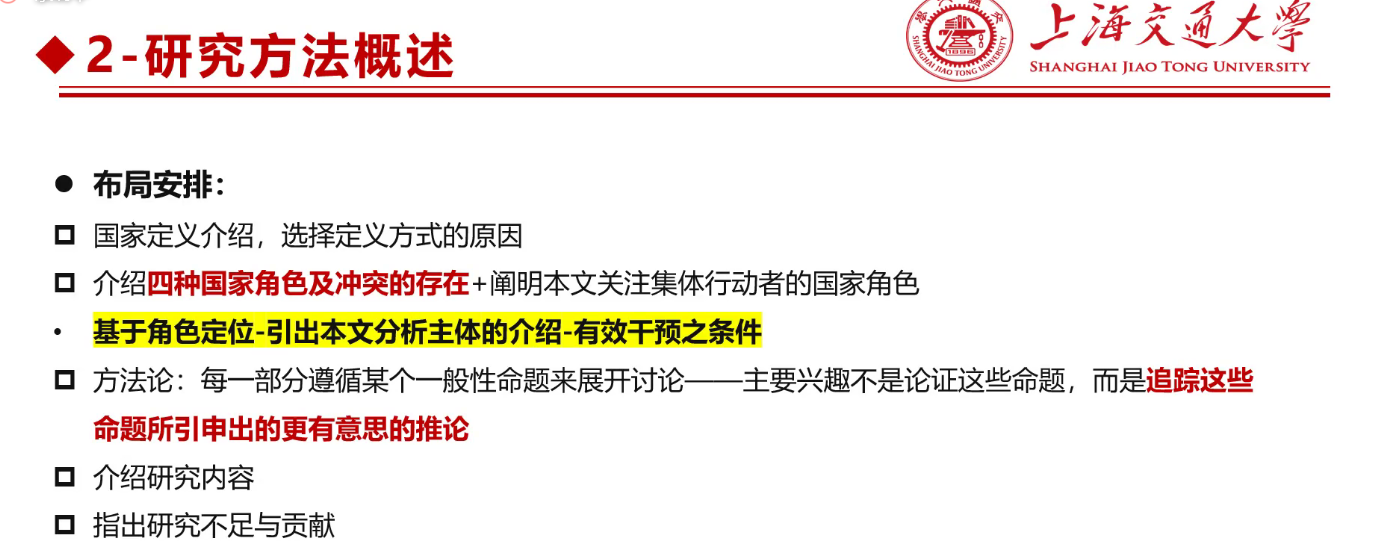 2-研究方法概述
上海交通大學
SHANGHAI JIAO TONG UNIVERSITY
1896
SHANGHAI JIAO TONG UNIVERSITY
布局安排：
国家定义介绍，选择定义方式的原因
介绍四种国家角色及冲突的存在+阐明本文关注集体行动者的国家角色
基于角色定位-引出本文分析主体的介绍-有效干预之条件
方法论：每一部分遵循某个一般性命题来展开讨论——主要兴趣不是论证这些命题，而是追踪这些
命题所引申出的更有意思的推论
介绍研究内容
指出研究不足与贡献